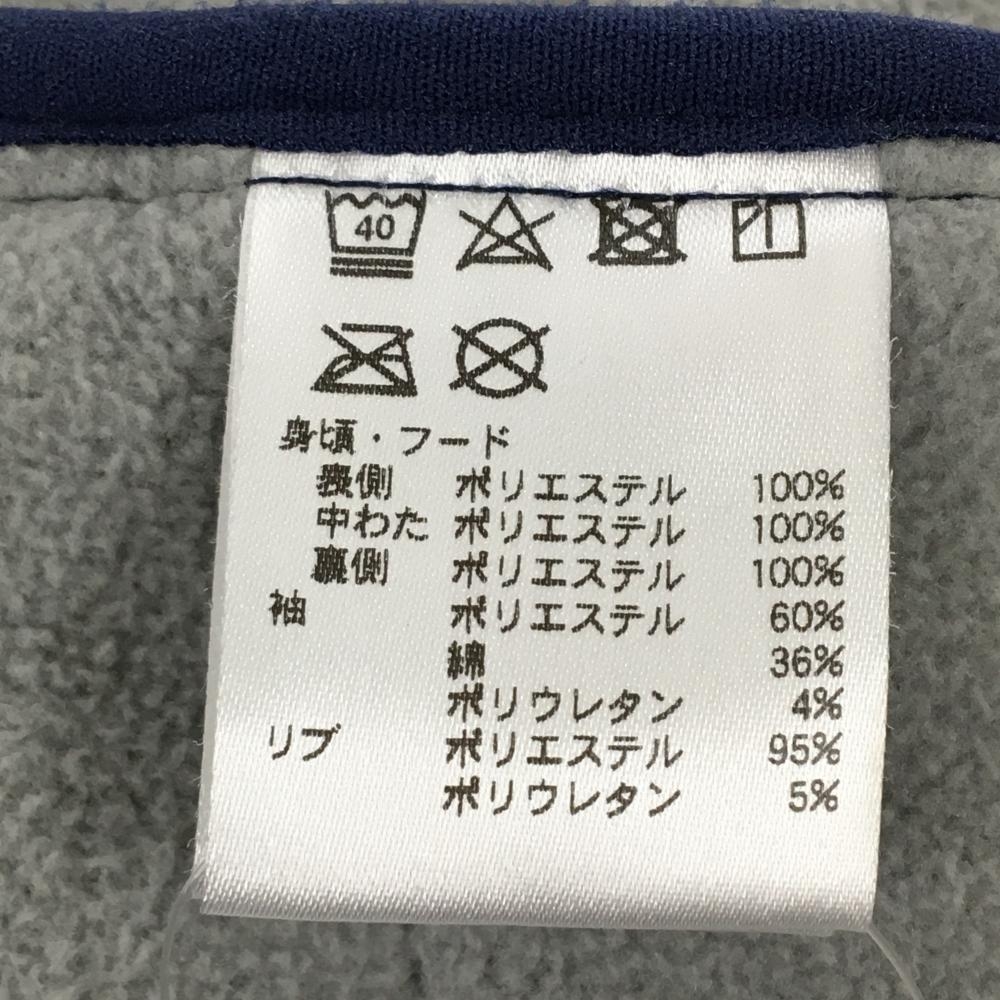 40
身頃・フード
表側 ポリエステル 100%
中わた ポリエステル 100%
裏側 ポリエステル 100%
袖 ポリエステル 60%
綿 36%
ポリウレタン 4%
リブ ポリエステル 95%
ポリウレタン 5%